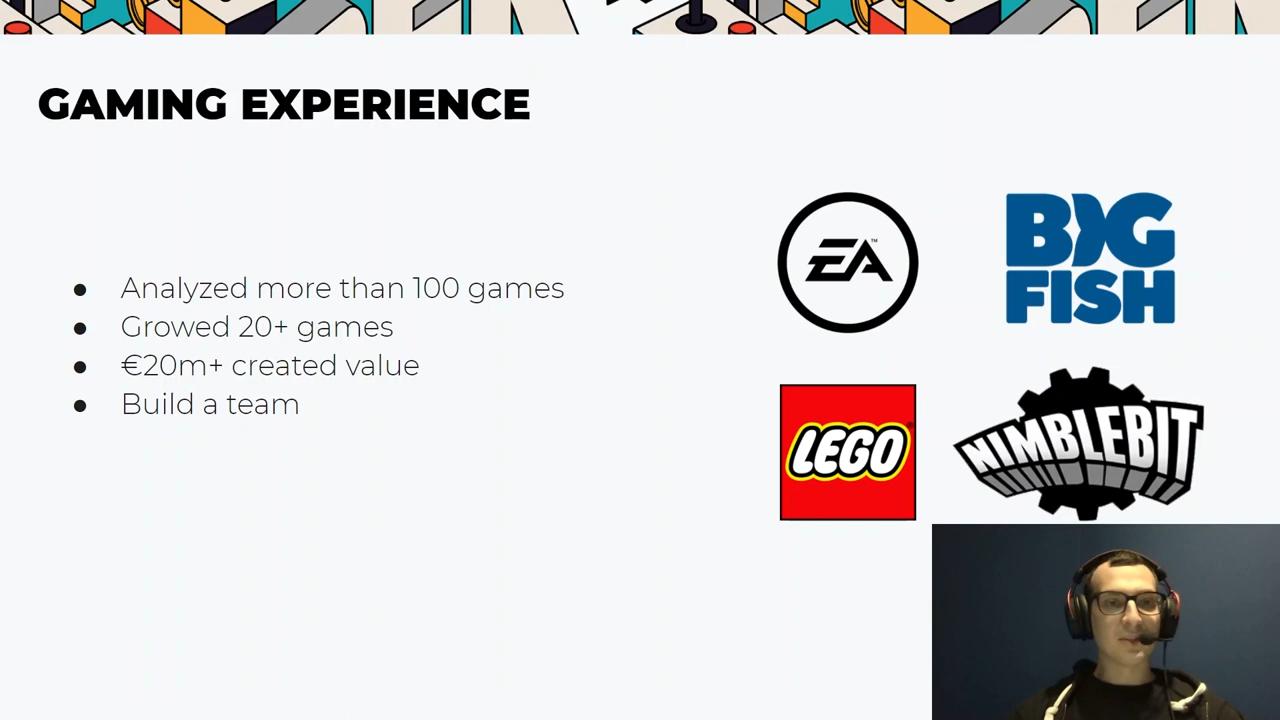 GAMING EXPERIENCE
● Analyzed more than 100 games
● Growed 20+ games
● €20m+ created value
● Build a team
EA™
BIG
FISH
LEGO®
NIMBLEBIT